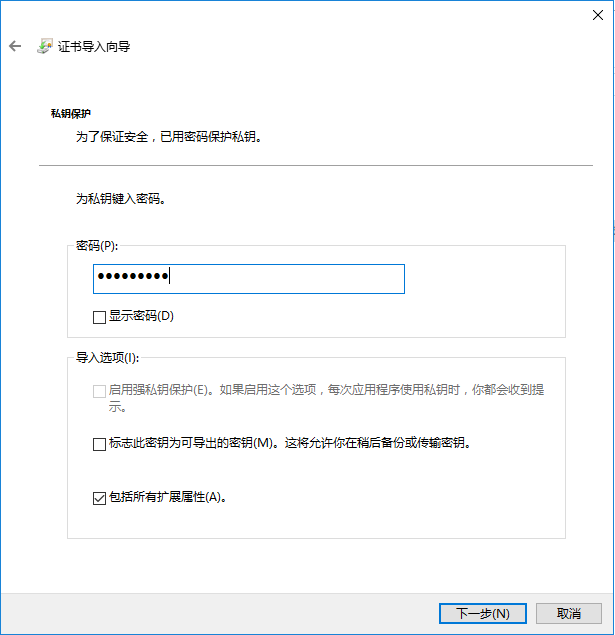 证书导入向导
私钥保护
为了保证安全，已用密码保护私钥。
为私钥键入密码。
密码(P):
●●●●●●●●●
显示密码(D)
导入选项(I):
启用强私钥保护(E)。如果启用这个选项，每次应用程序使用私钥时，你都会收到提
示。
标志此密钥为可导出的密钥(M)。这将允许你在稍后备份或传输密钥。
包括所有扩展属性(A)。
下一步(N)
取消